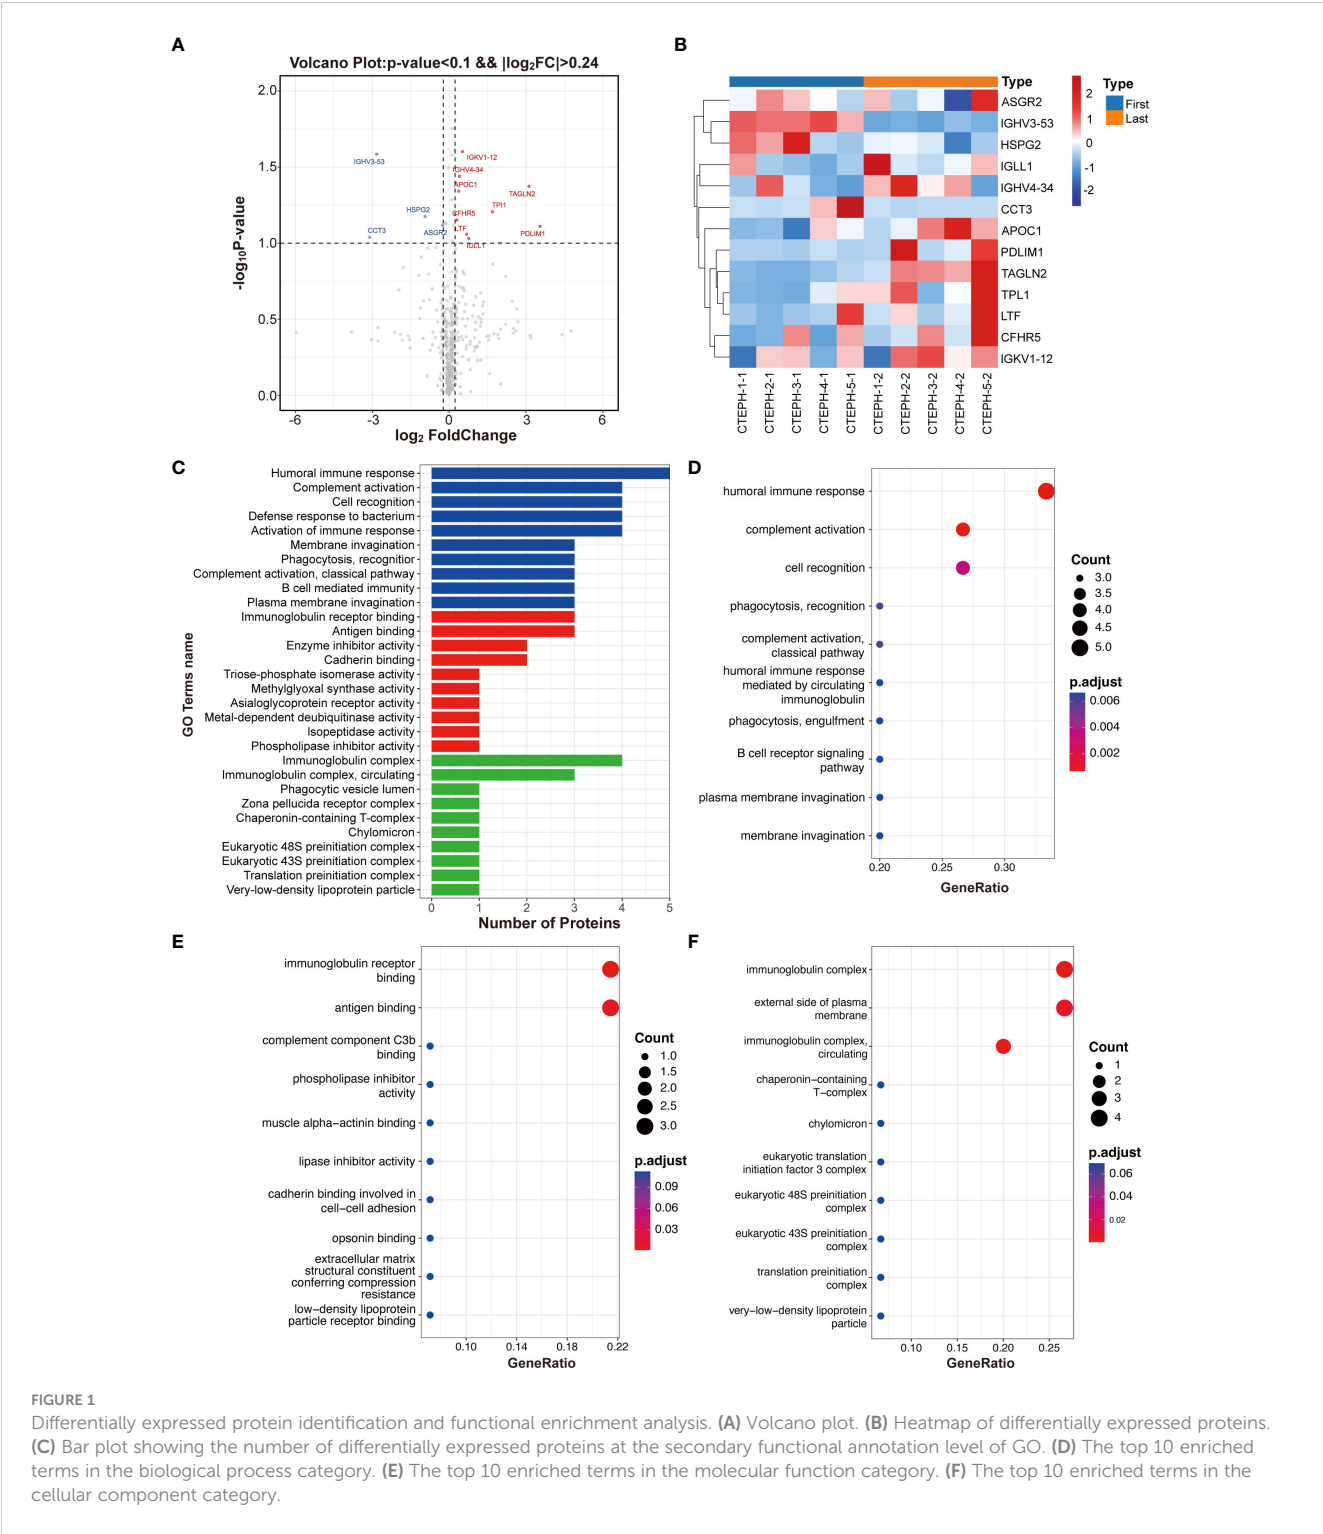 A
Volcano Plot:p-value<0.1 && |log2FC|>0.24
-log10P-value
2.0
1.5
1.0
0.5
0.0
IGHV3-53
IGKV1-12
IGHV4-34
APOC1
TAGLN2
HSPG2
CFHR5
TPI1
CCT3
ASGR2
LTF
PDLIM1
IGLL1
-6
-3
0
3
6
log2 FoldChange
B
Type
ASGR2
IGHV3-53
HSPG2
IGLL1
IGHV4-34
CCT3
APOC1
PDLIM1
TAGLN2
TPL1
LTF
CFHR5
IGKV1-12
2
1
0
-1
-2
Type
First
Last
CTEPH-1-1
CTEPH-2-1
CTEPH-3-1
CTEPH-4-1
CTEPH-5-1
CTEPH-1-2
CTEPH-2-2
CTEPH-3-2
CTEPH-4-2
CTEPH-5-2
C
GO Terms name
Humoral immune response
Complement activation
Cell recognition
Defense response to bacterium
Activation of immune response
Membrane invagination
Phagocytosis, recognitior
Complement activation, classical pathway
B cell mediated immunity
Plasma membrane invagination
Immunoglobulin receptor binding
Antigen binding
Enzyme inhibitor activity
Cadherin binding
Triose-phosphate isomerase activity
Methylglyoxal synthase activity
Asialoglycoprotein receptor activity
Metal-dependent deubiquitinase activity
Isopeptidase activity
Phospholipase inhibitor activity
Immunoglobulin complex
Immunoglobulin complex, circulating
Phagocytic vesicle lumen
Zona pellucida receptor complex
Chaperonin-containing T-complex
Chylomicron
Eukaryotic 48S preinitiation complex
Eukaryotic 43S preinitiation complex
Translation preinitiation complex
Very-low-density lipoprotein particle
0
1
2
3
4
5
Number of Proteins
D
humoral immune response
complement activation
cell recognition
phagocytosis, recognition
complement activation,
classical pathway
humoral immune response
mediated by circulating
immunoglobulin
phagocytosis, engulfment
B cell receptor signaling
pathway
plasma membrane invagination
membrane invagination
0.20
0.25
0.30
GeneRatio
Count
3.0
3.5
4.0
4.5
5.0
p.adjust
0.006
0.004
0.002
E
immunoglobulin receptor
binding
antigen binding
complement component C3b
binding
phospholipase inhibitor
activity
muscle alpha−actinin binding
lipase inhibitor activity
cadherin binding involved in
cell−cell adhesion
opsonin binding
extracellular matrix
structural constituent
conferring compression
resistance
low−density lipoprotein
particle receptor binding
0.10
0.14
0.18
0.22
GeneRatio
Count
1.0
1.5
2.0
2.5
3.0
p.adjust
0.09
0.06
0.03
F
immunoglobulin complex
external side of plasma
membrane
immunoglobulin complex,
circulating
chaperonin−containing
T−complex
chylomicron
eukaryotic translation
initiation factor 3 complex
eukaryotic 48S preinitiation
complex
eukaryotic 43S preinitiation
complex
translation preinitiation
complex
very−low−density lipoprotein
particle
0.10
0.15
0.20
0.25
GeneRatio
Count
1
2
3
4
p.adjust
0.06
0.04
0.02
FIGURE 1
Differentially expressed protein identification and functional enrichment analysis. (A) Volcano plot. (B) Heatmap of differentially expressed proteins.
(C) Bar plot showing the number of differentially expressed proteins at the secondary functional annotation level of GO. (D) The top 10 enriched
terms in the biological process category. (E) The top 10 enriched terms in the molecular function category. (F) The top 10 enriched terms in the
cellular component category.